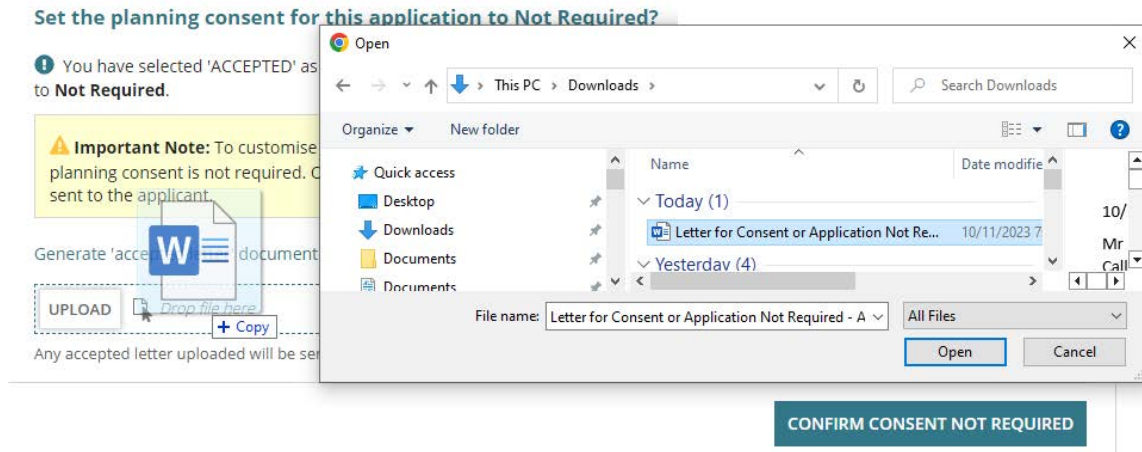 Set the planning consent for this application to Not Required?
You have selected 'ACCEPTED' as
to Not Required.
Important Note: To customise
planning consent is not required.
sent to the applicant.
Generate document
UPLOAD
Drop file here
+ Copy
Any accepted letter uploaded will be
Open
This PC > Downloads >
Search Downloads
Organize
New folder
Quick access
Desktop
Downloads
Documents
Documents
Name
Date modifie
Today (1)
Letter for Consent or Application Not Re... 10/11/2023 7:
Yesterday (4)
10/
Mr
Call
File name: Letter for Consent or Application Not Required - A
All Files
Open
Cancel
CONFIRM CONSENT NOT REQUIRED